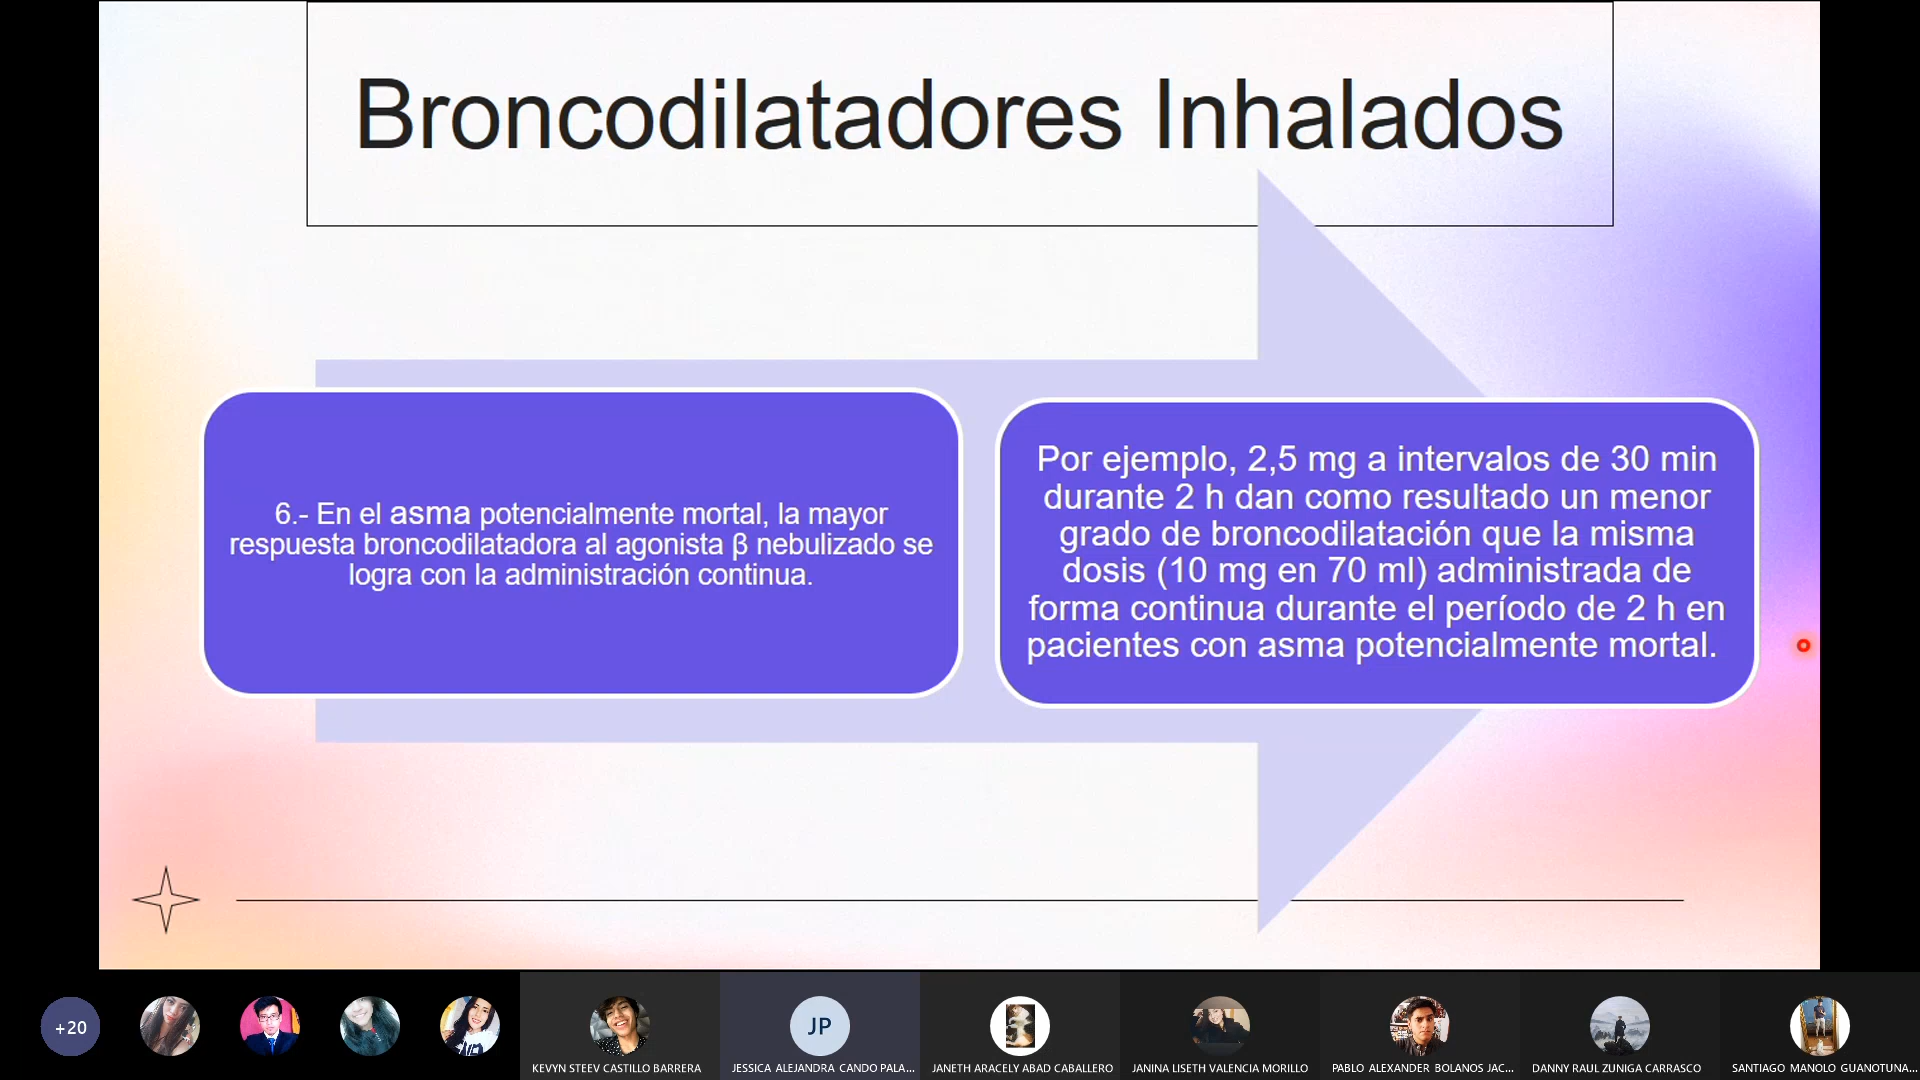 Broncodilatadores Inhalados
6.- En el asma potencialmente mortal, la mayor
respuesta broncodilatadora al agonista β nebulizado se
logra con la administración continua.
Por ejemplo, 2,5 mg a intervalos de 30 min
durante 2 h dan como resultado un menor
grado de broncodilatación que la misma
dosis (10 mg en 70 ml) administrada de
forma continua durante el período de 2 h en
pacientes con asma potencialmente mortal.
+20
JP
KEVYN STEEV CASTILLO BARRERA
JESSICA ALEJANDRA CANDO PALA...
JANETH ARACELY ABAD CABALLERO
JANINA LISETH VALENCIA MORILLO
PABLO ALEXANDER BOLANOS JAC...
DANNY RAUL ZUNIGA CARRASCO
SANTIAGO MANOLO GUANOTUNA...